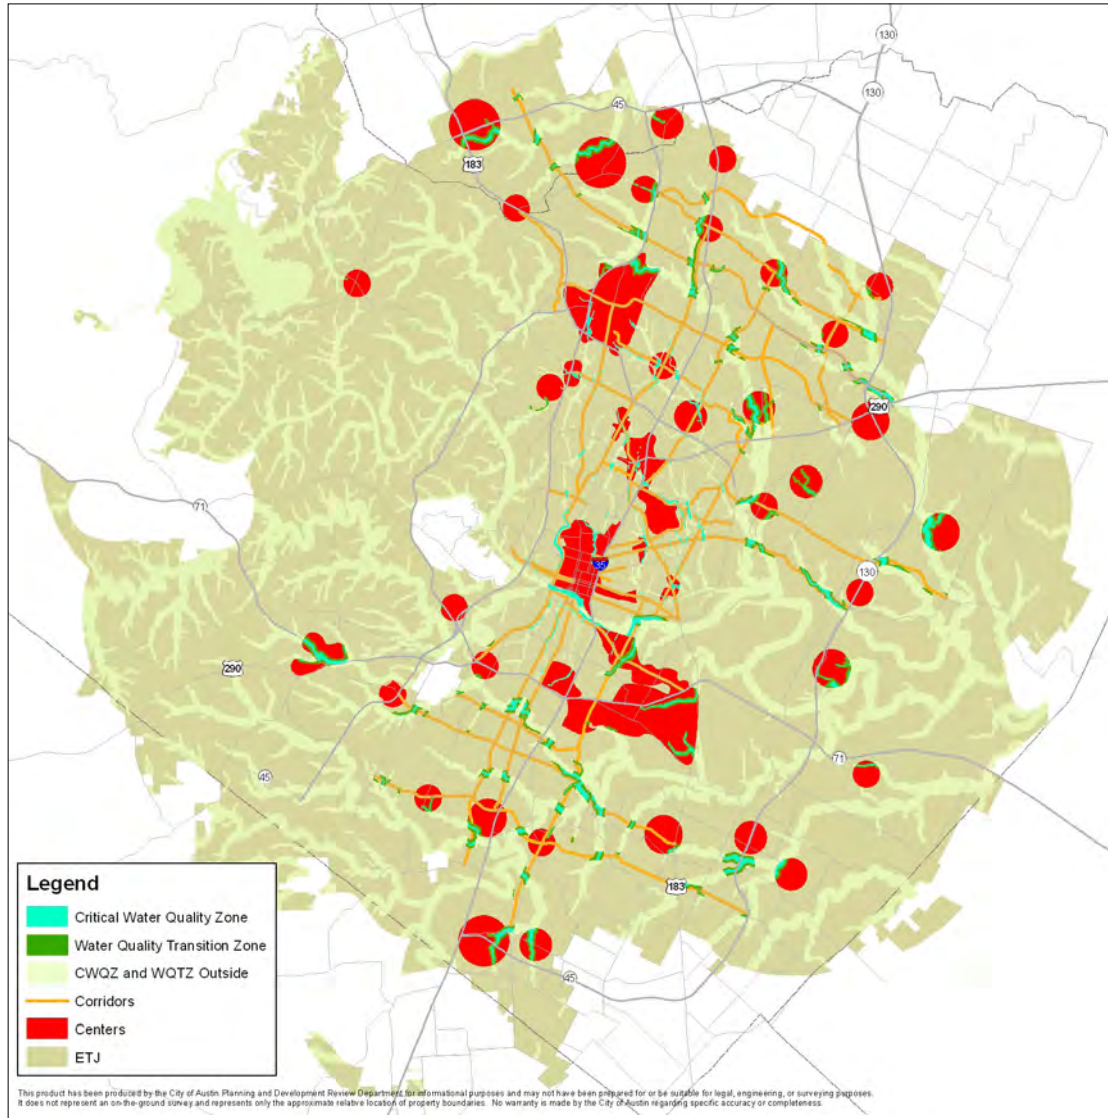 130
130
45
183
290
71
35
130
290
71
45
183
45
Legend
Critical Water Quality Zone
Water Quality Transition Zone
CWQZ and WQTZ Outside
Corridors
Centers
ETJ
This product has been produced by the City of Austin Planning and Development Review Department for informational purposes and may not have been prepared for or be suitable for legal, engineering, or surveying purposes.
It does not represent an on-the-ground survey and represents only the approximate relative location of property boundaries. No warranty is made by the City of Austin regarding specific accuracy or completeness.